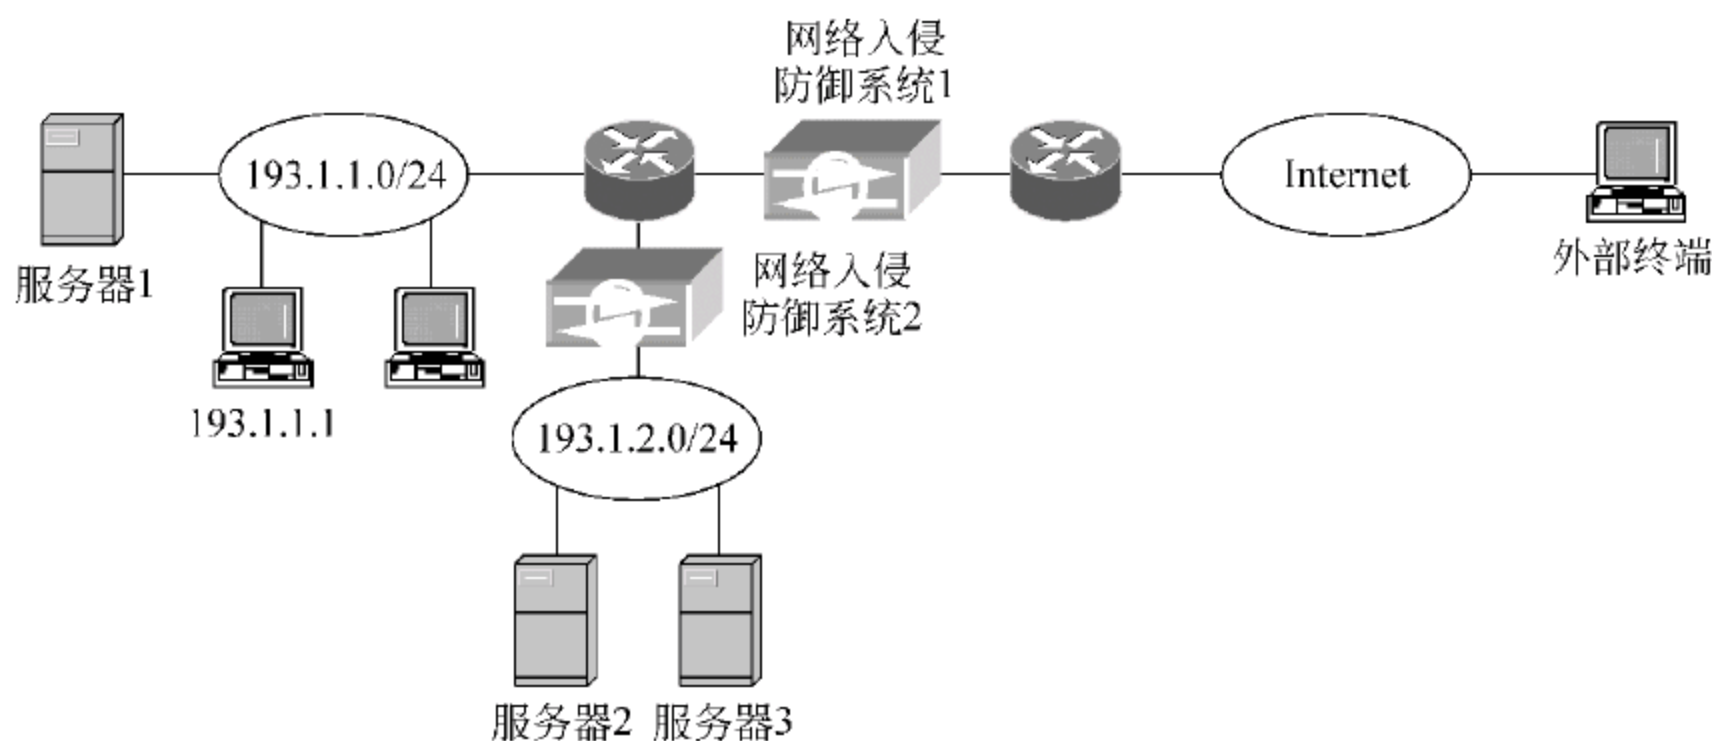 网络入侵
防御系统1
193.1.1.0/24
Internet
服务器1
外部终端
网络入侵
防御系统2
193.1.1.1
193.1.2.0/24
服务器2
服务器3